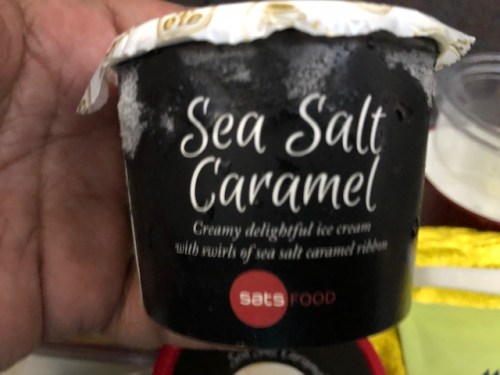 Sea Salt
Caramel
Creamy delightful ice cream
with swirls of sea salt caramel ribbon
sats FOOD